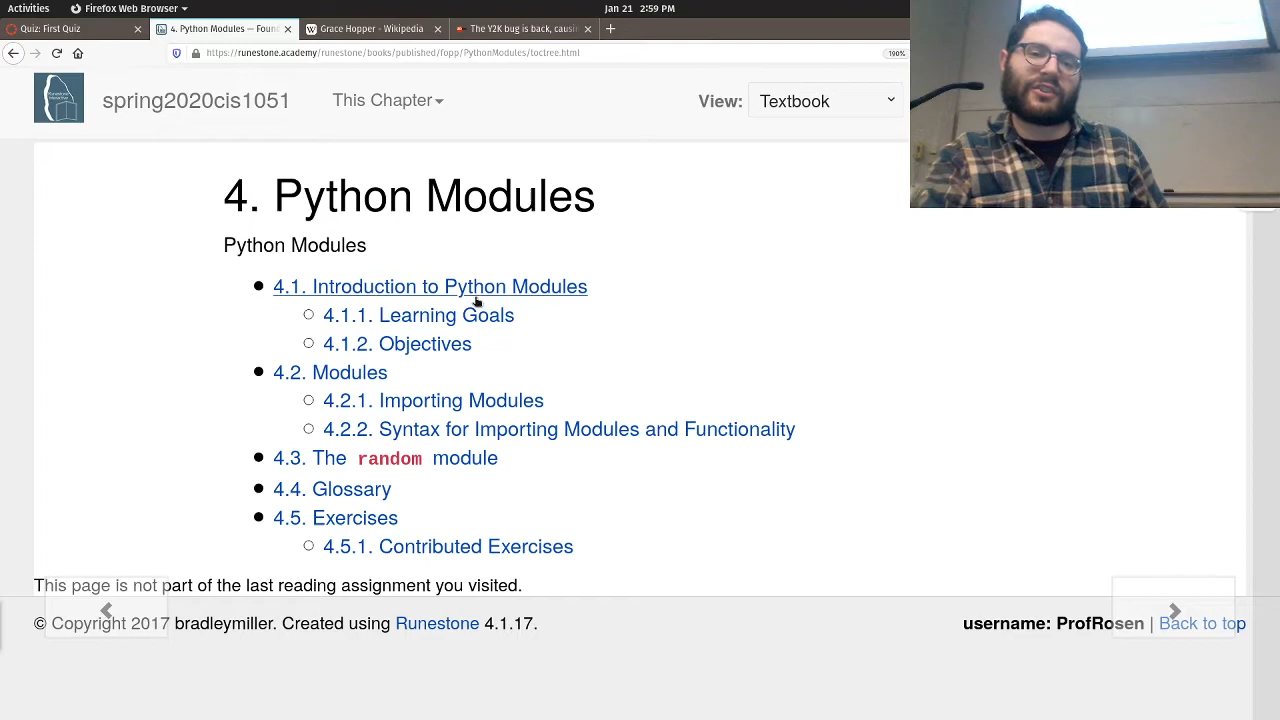 Activities
Firefox Web Browser
Jan 21 2:59 PM
Quiz: First Quiz
4. Python Modules — Foun
Grace Hopper - Wikipedia
The Y2K bug is back, causin
https://runestone.academy/runestone/books/published/fopp/PythonModules/toctree.html
190%
spring2020cis1051
This Chapter
View:
Textbook
4. Python Modules
Python Modules
4.1. Introduction to Python Modules
4.1.1. Learning Goals
4.1.2. Objectives
4.2. Modules
4.2.1. Importing Modules
4.2.2. Syntax for Importing Modules and Functionality
4.3. The random module
4.4. Glossary
4.5. Exercises
4.5.1. Contributed Exercises
This page is not part of the last reading assignment you visited.
© Copyright 2017 bradleymiller. Created using Runestone 4.1.17.
username: ProfRosen | Back to top